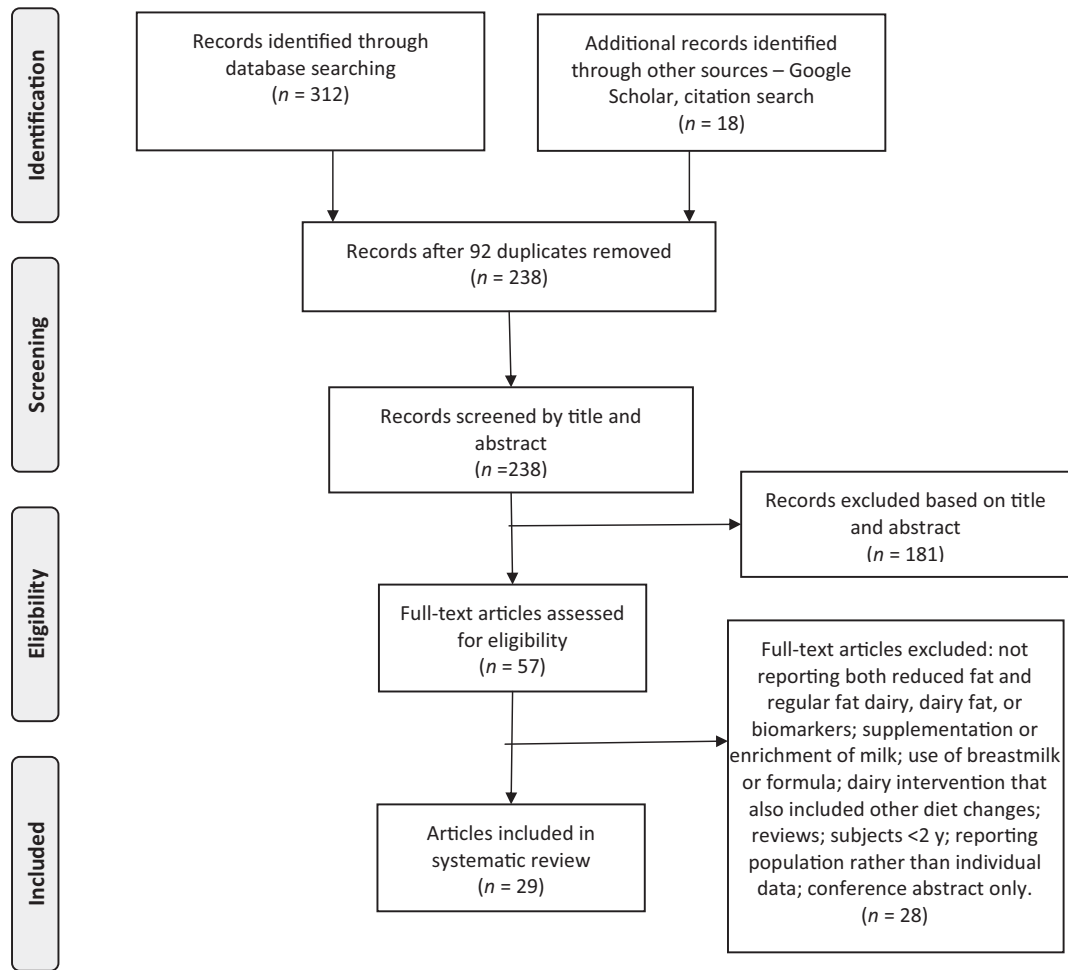 Identification
Records identified through
database searching
(n = 312)
Additional records identified
through other sources – Google
Scholar, citation search
(n = 18)
Records after 92 duplicates removed
(n = 238)
Screening
Records screened by title and
abstract
(n =238)
Records excluded based on title
and abstract
(n = 181)
Eligibility
Full-text articles assessed
for eligibility
(n = 57)
Full-text articles excluded: not
reporting both reduced fat and
regular fat dairy, dairy fat, or
biomarkers; supplementation or
enrichment of milk; use of breastmilk
or formula; dairy intervention that
also included other diet changes;
reviews; subjects <2 y; reporting
population rather than individual
data; conference abstract only.
(n = 28)
Included
Articles included in
systematic review
(n = 29)